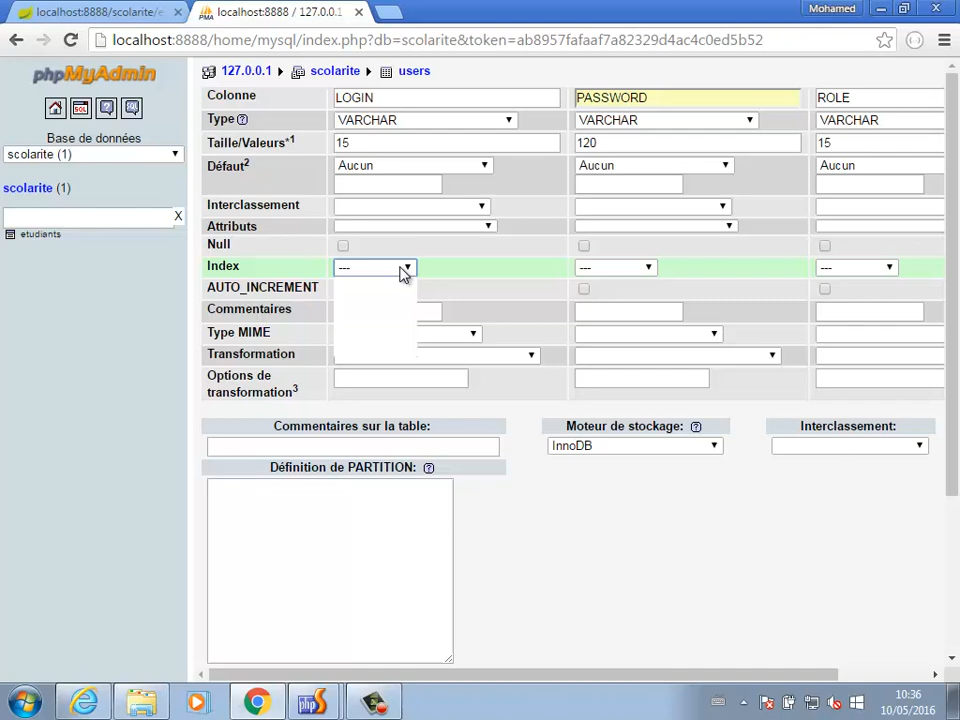 localhost:8888/scolarite/e
localhost:8888 / 127.0.0.1
Mohamed
localhost:8888/home/mysql/index.php?db=scolarite&token=ab8957fafaaf7a82329d4ac4c0ed5b52
phpMyAdmin
Base de données
scolarite (1)
scolarite (1)
X
etudiants
127.0.0.1 scolarite users
Colonne LOGIN PASSWORD ROLE
Type VARCHAR VARCHAR VARCHAR
Taille/Valeurs*1 15 120 15
Défaut2 Aucun Aucun Aucun
Interclassement
Attributs
Null
Index --- --- ---
AUTO_INCREMENT
Commentaires
Type MIME
Transformation
Options de
transformation3
Commentaires sur la table: Moteur de stockage: Interclassement:
InnoDB
Définition de PARTITION:
10:36
10/05/2016